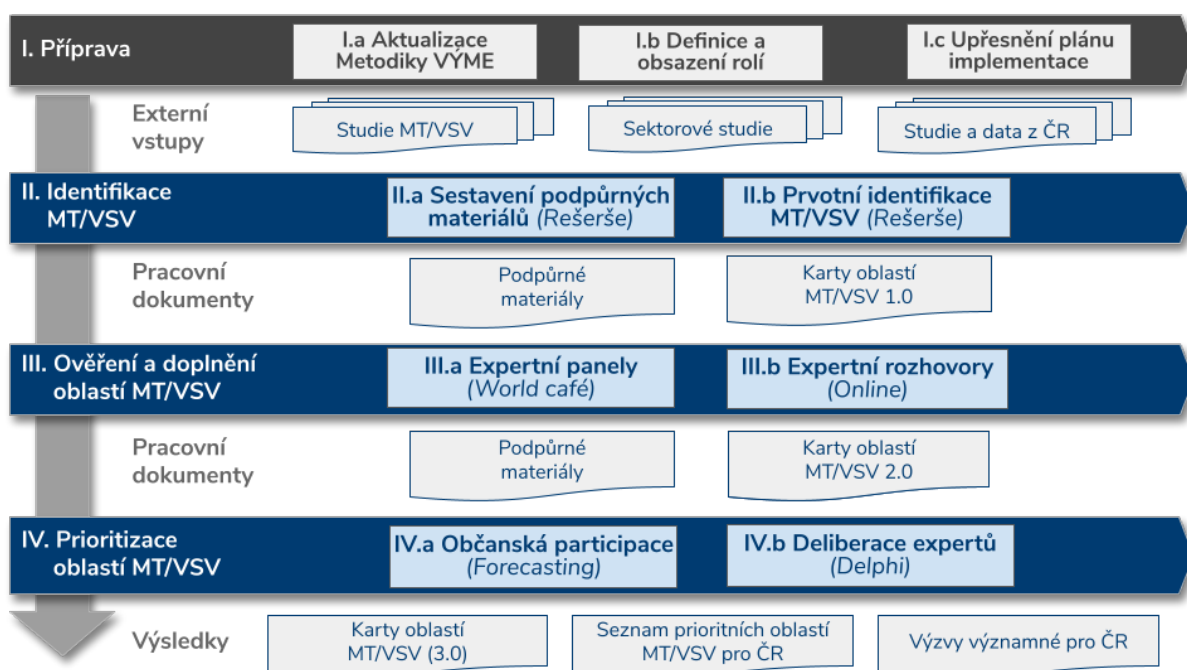 I. Příprava
I.a Aktualizace
Metodiky VÝME
I.b Definice a
obsazení rolí
I.c Upřesnění plánu
implementace
Externí
vstupy
Studie MT/VSV
Sektorové studie
Studie a data z ČR
II. Identifikace
MT/VSV
II.a Sestavení podpůrných
materiálů (Rešerše)
II.b Prvotní identifikace
MT/VSV (Rešerše)
Pracovní
dokumenty
Podpůrné
materiály
Karty oblastí
MT/VSV 1.0
III. Ověření a doplnění
oblastí MT/VSV
III.a Expertní panely
(World café)
III.b Expertní rozhovory
(Online)
Pracovní
dokumenty
Podpůrné
materiály
Karty oblastí
MT/VSV 2.0
IV. Prioritizace
oblastí MT/VSV
IV.a Občanská participace
(Forecasting)
IV.b Deliberace expertů
(Delphi)
Výsledky
Karty oblastí
MT/VSV (3.0)
Seznam prioritních oblastí
MT/VSV pro ČR
Výzvy významné pro ČR